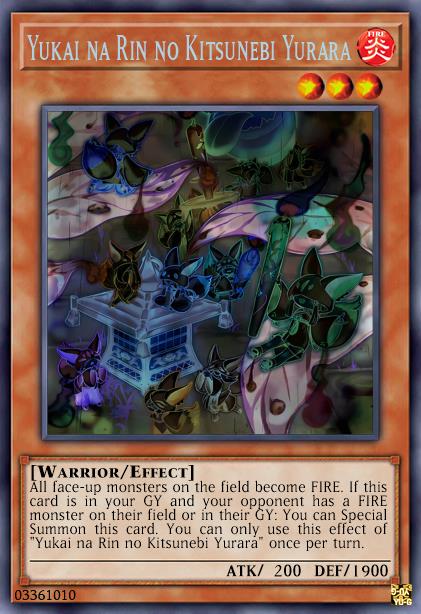 Yukai na Rin no Kitsunebi Yurara
FIRE
炎
[Warrior/Effect]
All face-up monsters on the field become FIRE. If this
card is in your GY and your opponent has a FIRE
monster on their field or in their GY: You can Special
Summon this card. You can only use this effect of
"Yukai na Rin no Kitsunebi Yurara" once per turn.
ATK/ 200 DEF/1900
03361010